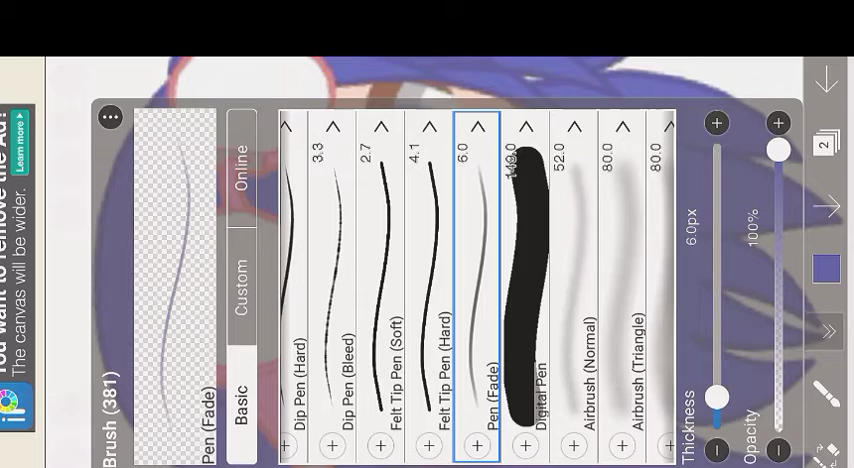 You want to remove the Ad?
The canvas will be wider.
Learn more ▶
Brush (381)
Pen (Fade)
Basic
Custom
Online
Dip Pen (Hard)
Dip Pen (Bleed)
3.3
Felt Tip Pen (Soft)
2.7
Felt Tip Pen (Hard)
4.1
Pen (Fade)
6.0
Digital Pen
Airbrush (Normal)
52.0
Airbrush (Triangle)
80.0
80.0
Thickness
6.0px
Opacity
100%
2